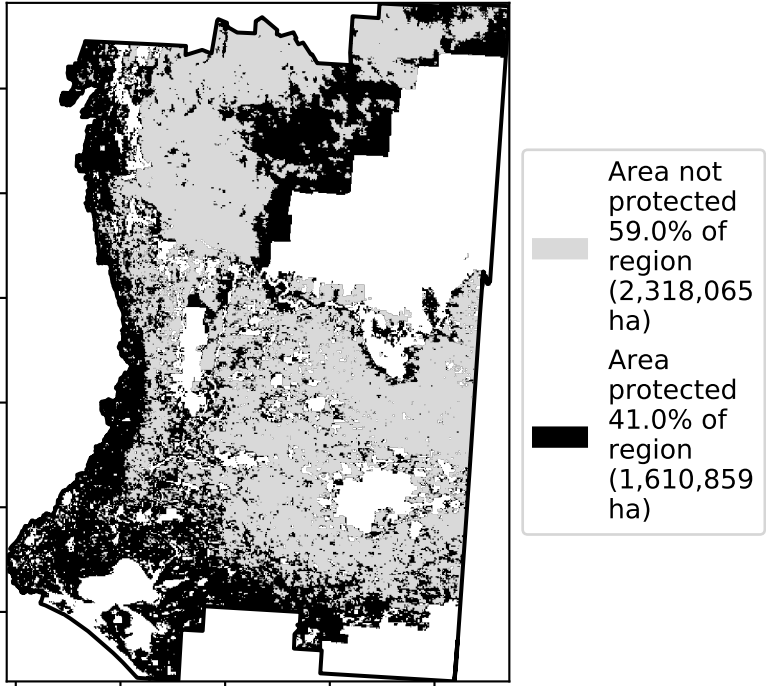 Area not
protected
59.0% of
region
(2,318,065
ha)
Area
protected
41.0% of
region
(1,610,859
ha)